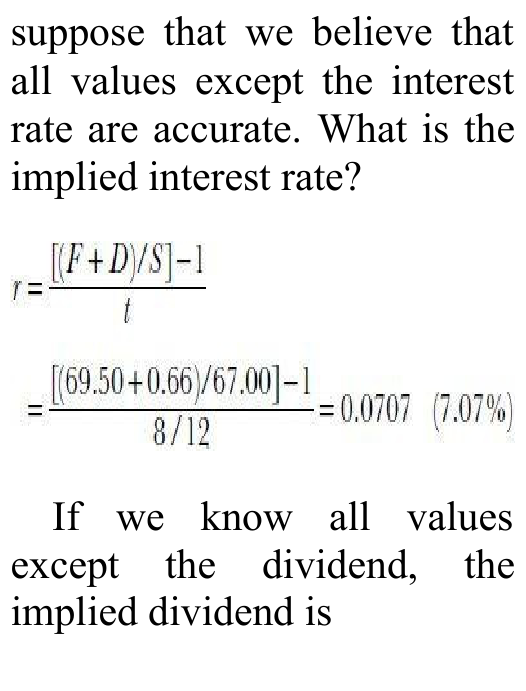 suppose that we believe that
all values except the interest
rate are accurate. What is the
implied interest rate?
r = [(F+D)/S]−1 / t
= [(69.50+0.66)/67.00]−1 / 8/12 = 0.0707 (7.07%)
If we know all values
except the dividend, the
implied dividend is